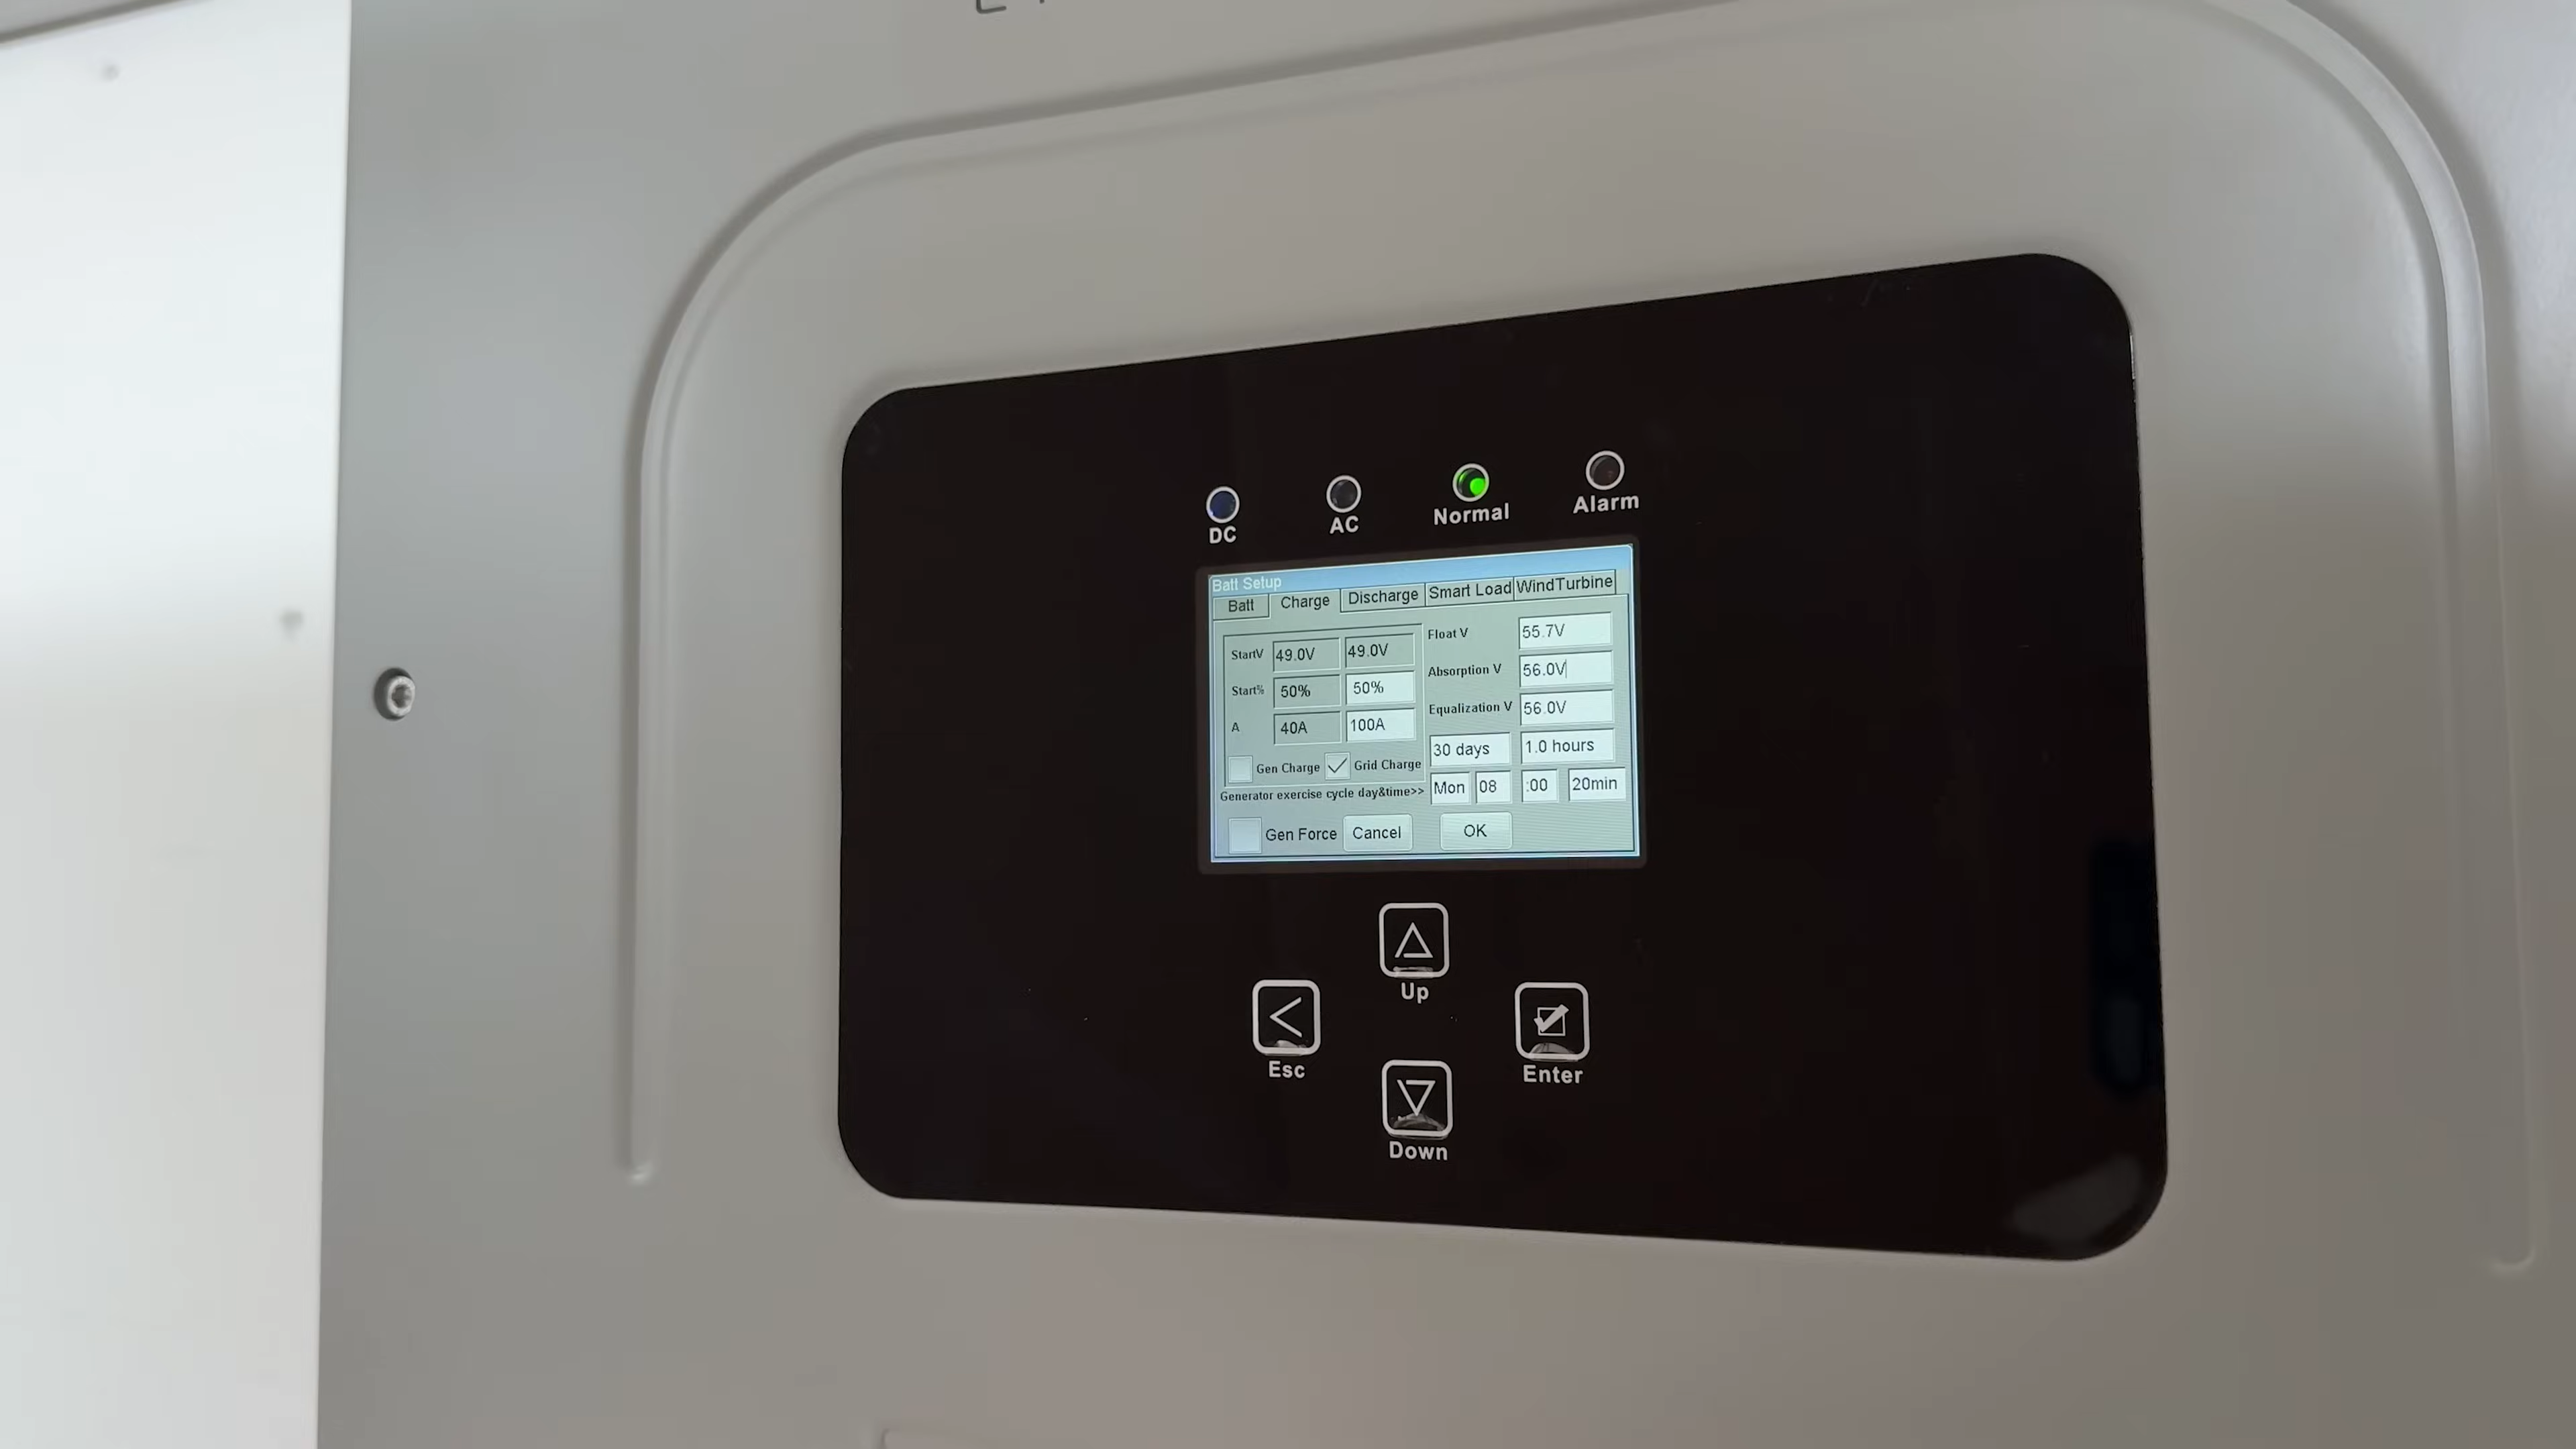 DC AC Normal Alarm
Batt Setup
Batt Charge Discharge Smart Load WindTurbine
StartV 49.0V 49.0V Float V 55.7V
Start% 50% 50% Absorption V 56.0V
A 40A 100A Equalization V 56.0V
30 days 1.0 hours
Gen Charge Grid Charge
Generator exercise cycle day&time>> Mon 08 :00 20min
Gen Force Cancel OK
Up
Esc Enter
Down